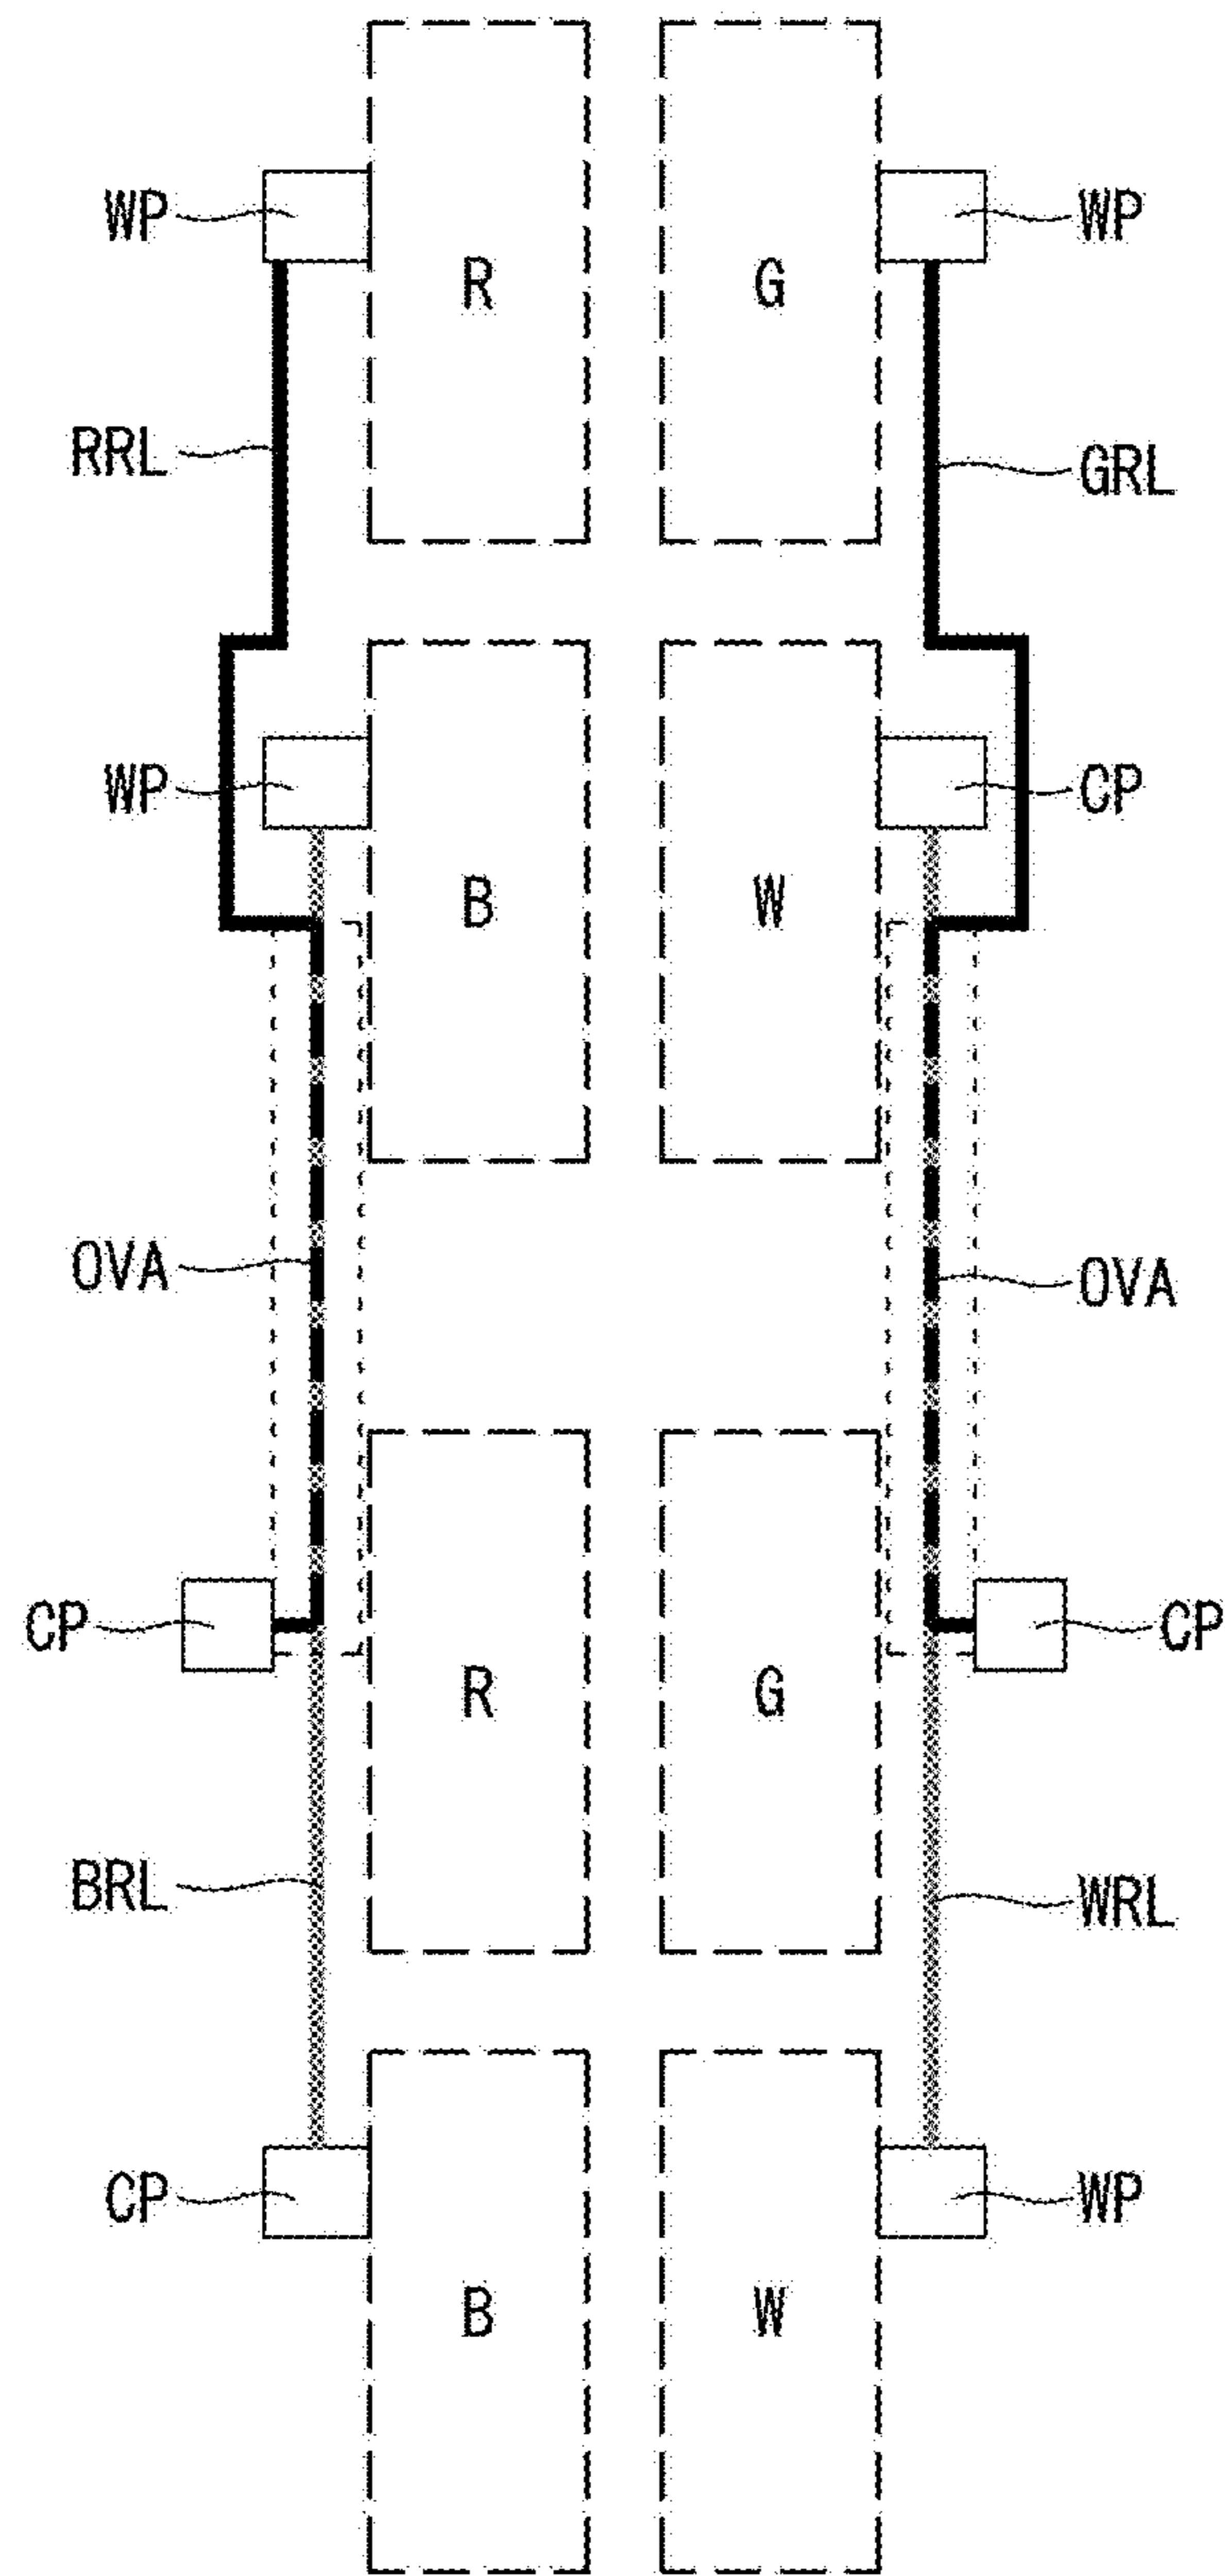 WP R G WP
RRL GRL
WP CP
B W
OVA OVA
CP CP
R G
BRL WRL
CP WP
B W